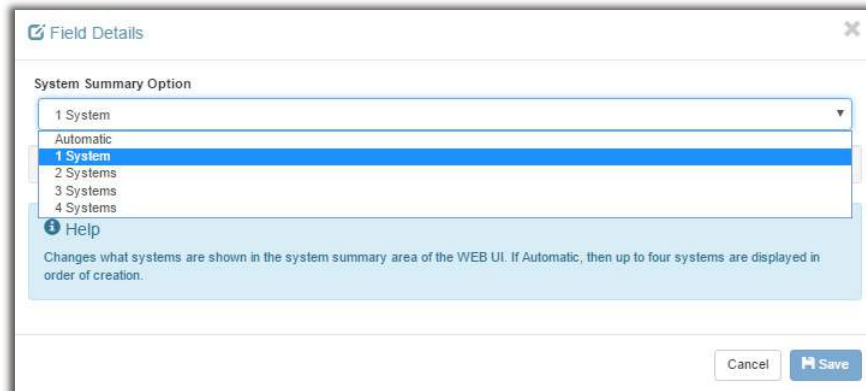 Field Details
System Summary Option
1 System
Automatic
1 System
2 Systems
3 Systems
4 Systems
Help
Changes what systems are shown in the system summary area of the WEB UI. If Automatic, then up to four systems are displayed in
order of creation.
Cancel
Save